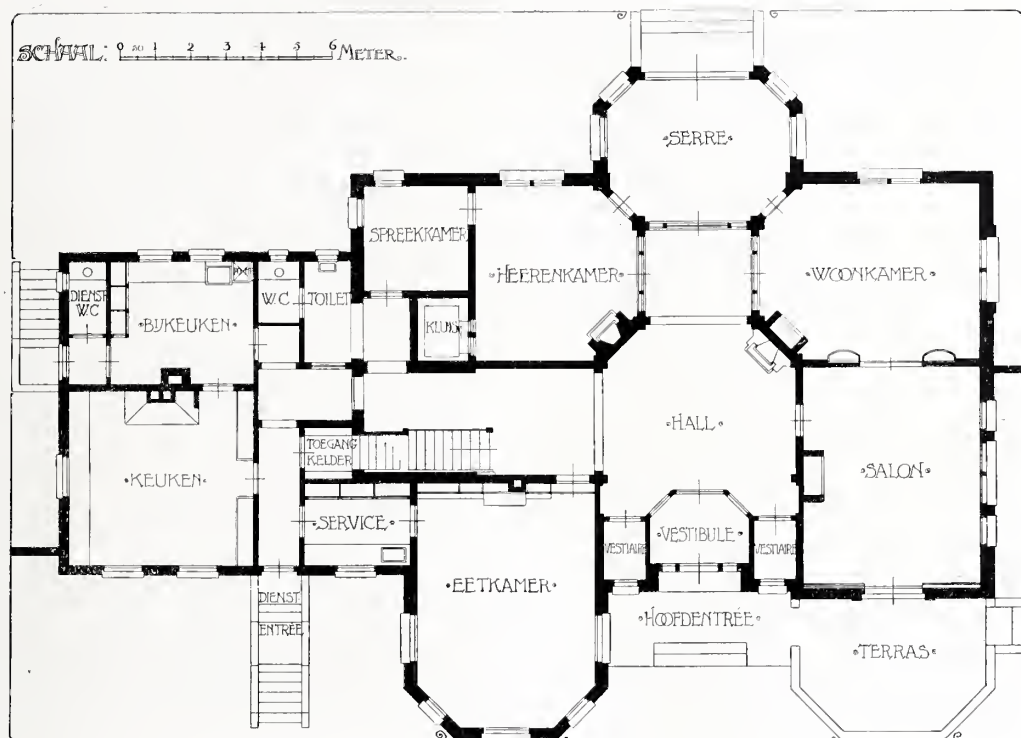 SCHAAL: 0 50 1 2 3 4 5 6 METER.
SERRE
SPREEKKAMER
HEERENKAMER
WOONKAMER
DIENST
W.C
W.C
TOILET
BIJKEUKEN
KLUIS
HALL
TOEGANG
KELDER
KEUKEN
SALON
SERVICE
VESTIAIRE
VESTIBULE
VESTIAIRE
EETKAMER
DIENST
ENTRÉE
HOOFDENTRÉE
TERRAS